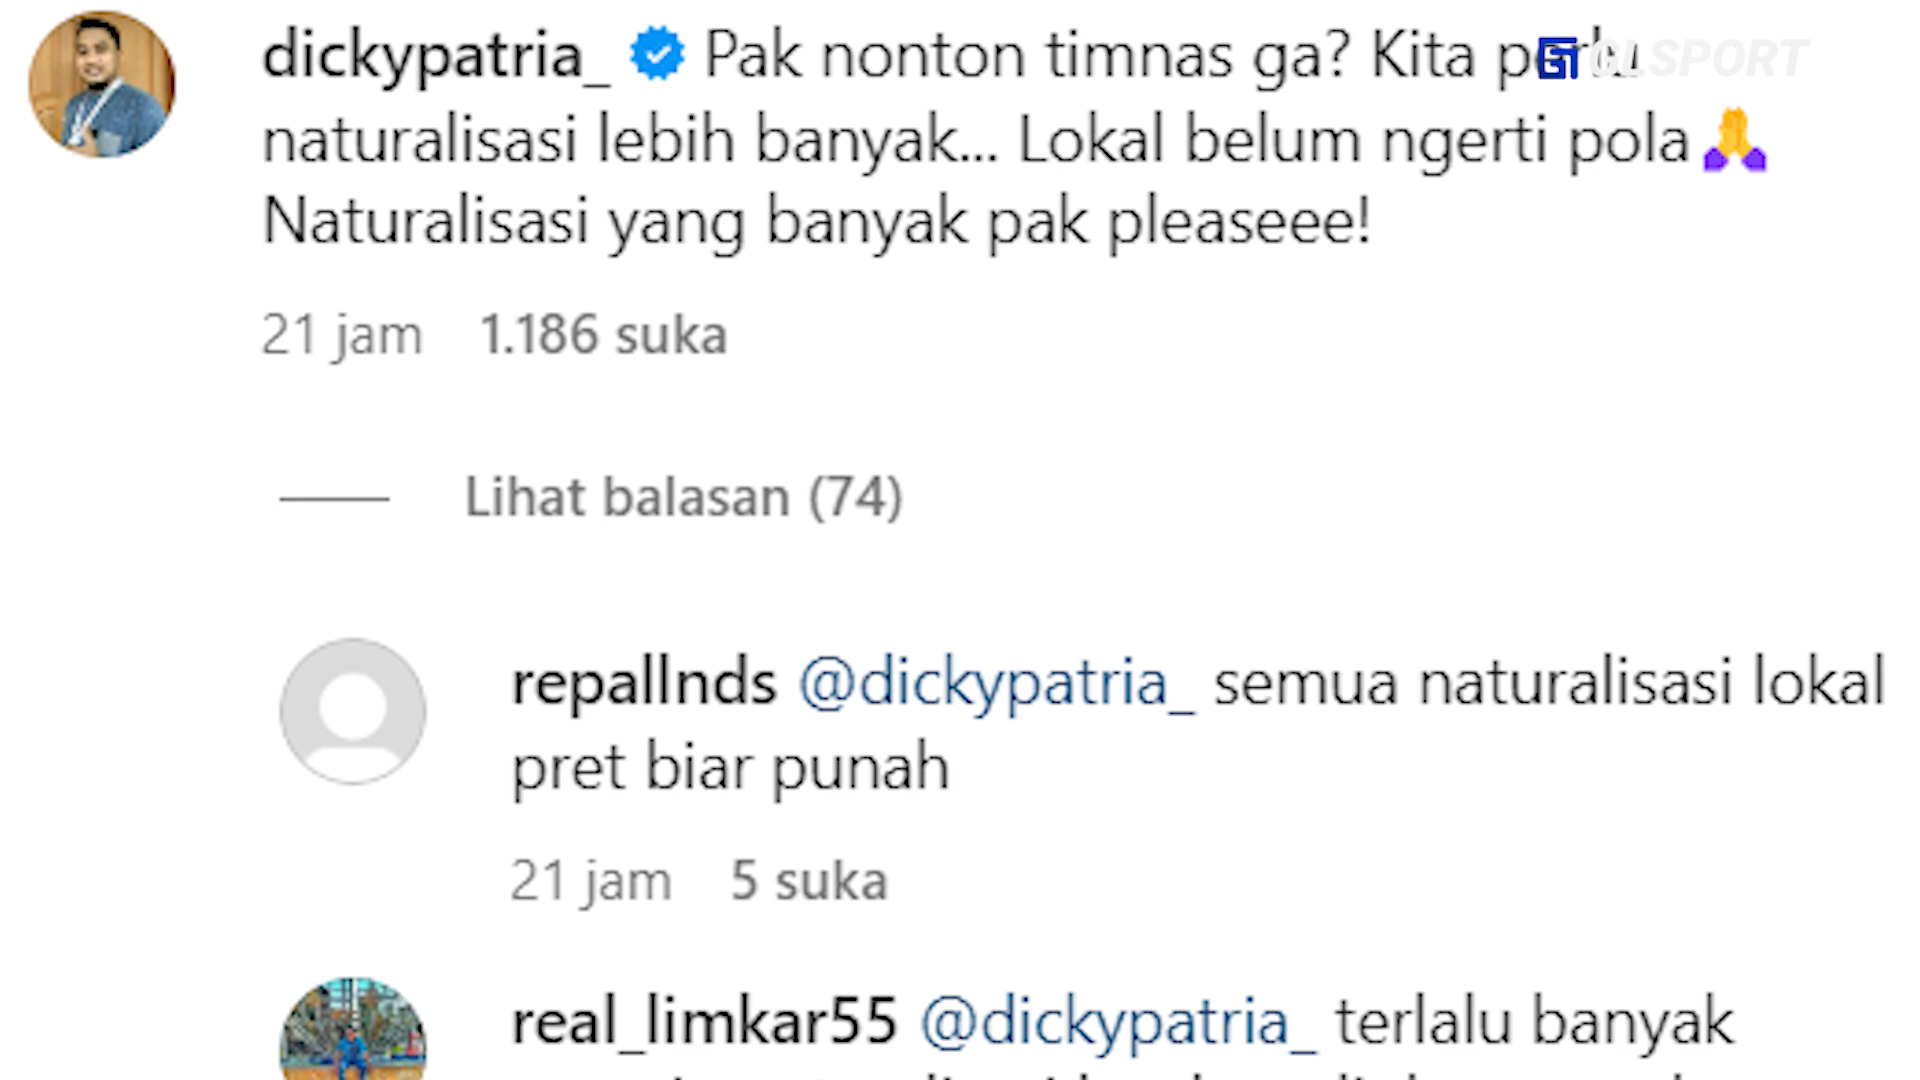 dickypatria_ Pak nonton timnas ga? Kita perlu
GLSPORT
naturalisasi lebih banyak... Lokal belum ngerti pola
Naturalisasi yang banyak pak pleaseee!
21 jam 1.186 suka
Lihat balasan (74)
repallnds @dickypatria_ semua naturalisasi lokal
pret biar punah
21 jam 5 suka
real_limkar55 @dickypatria_ terlalu banyak